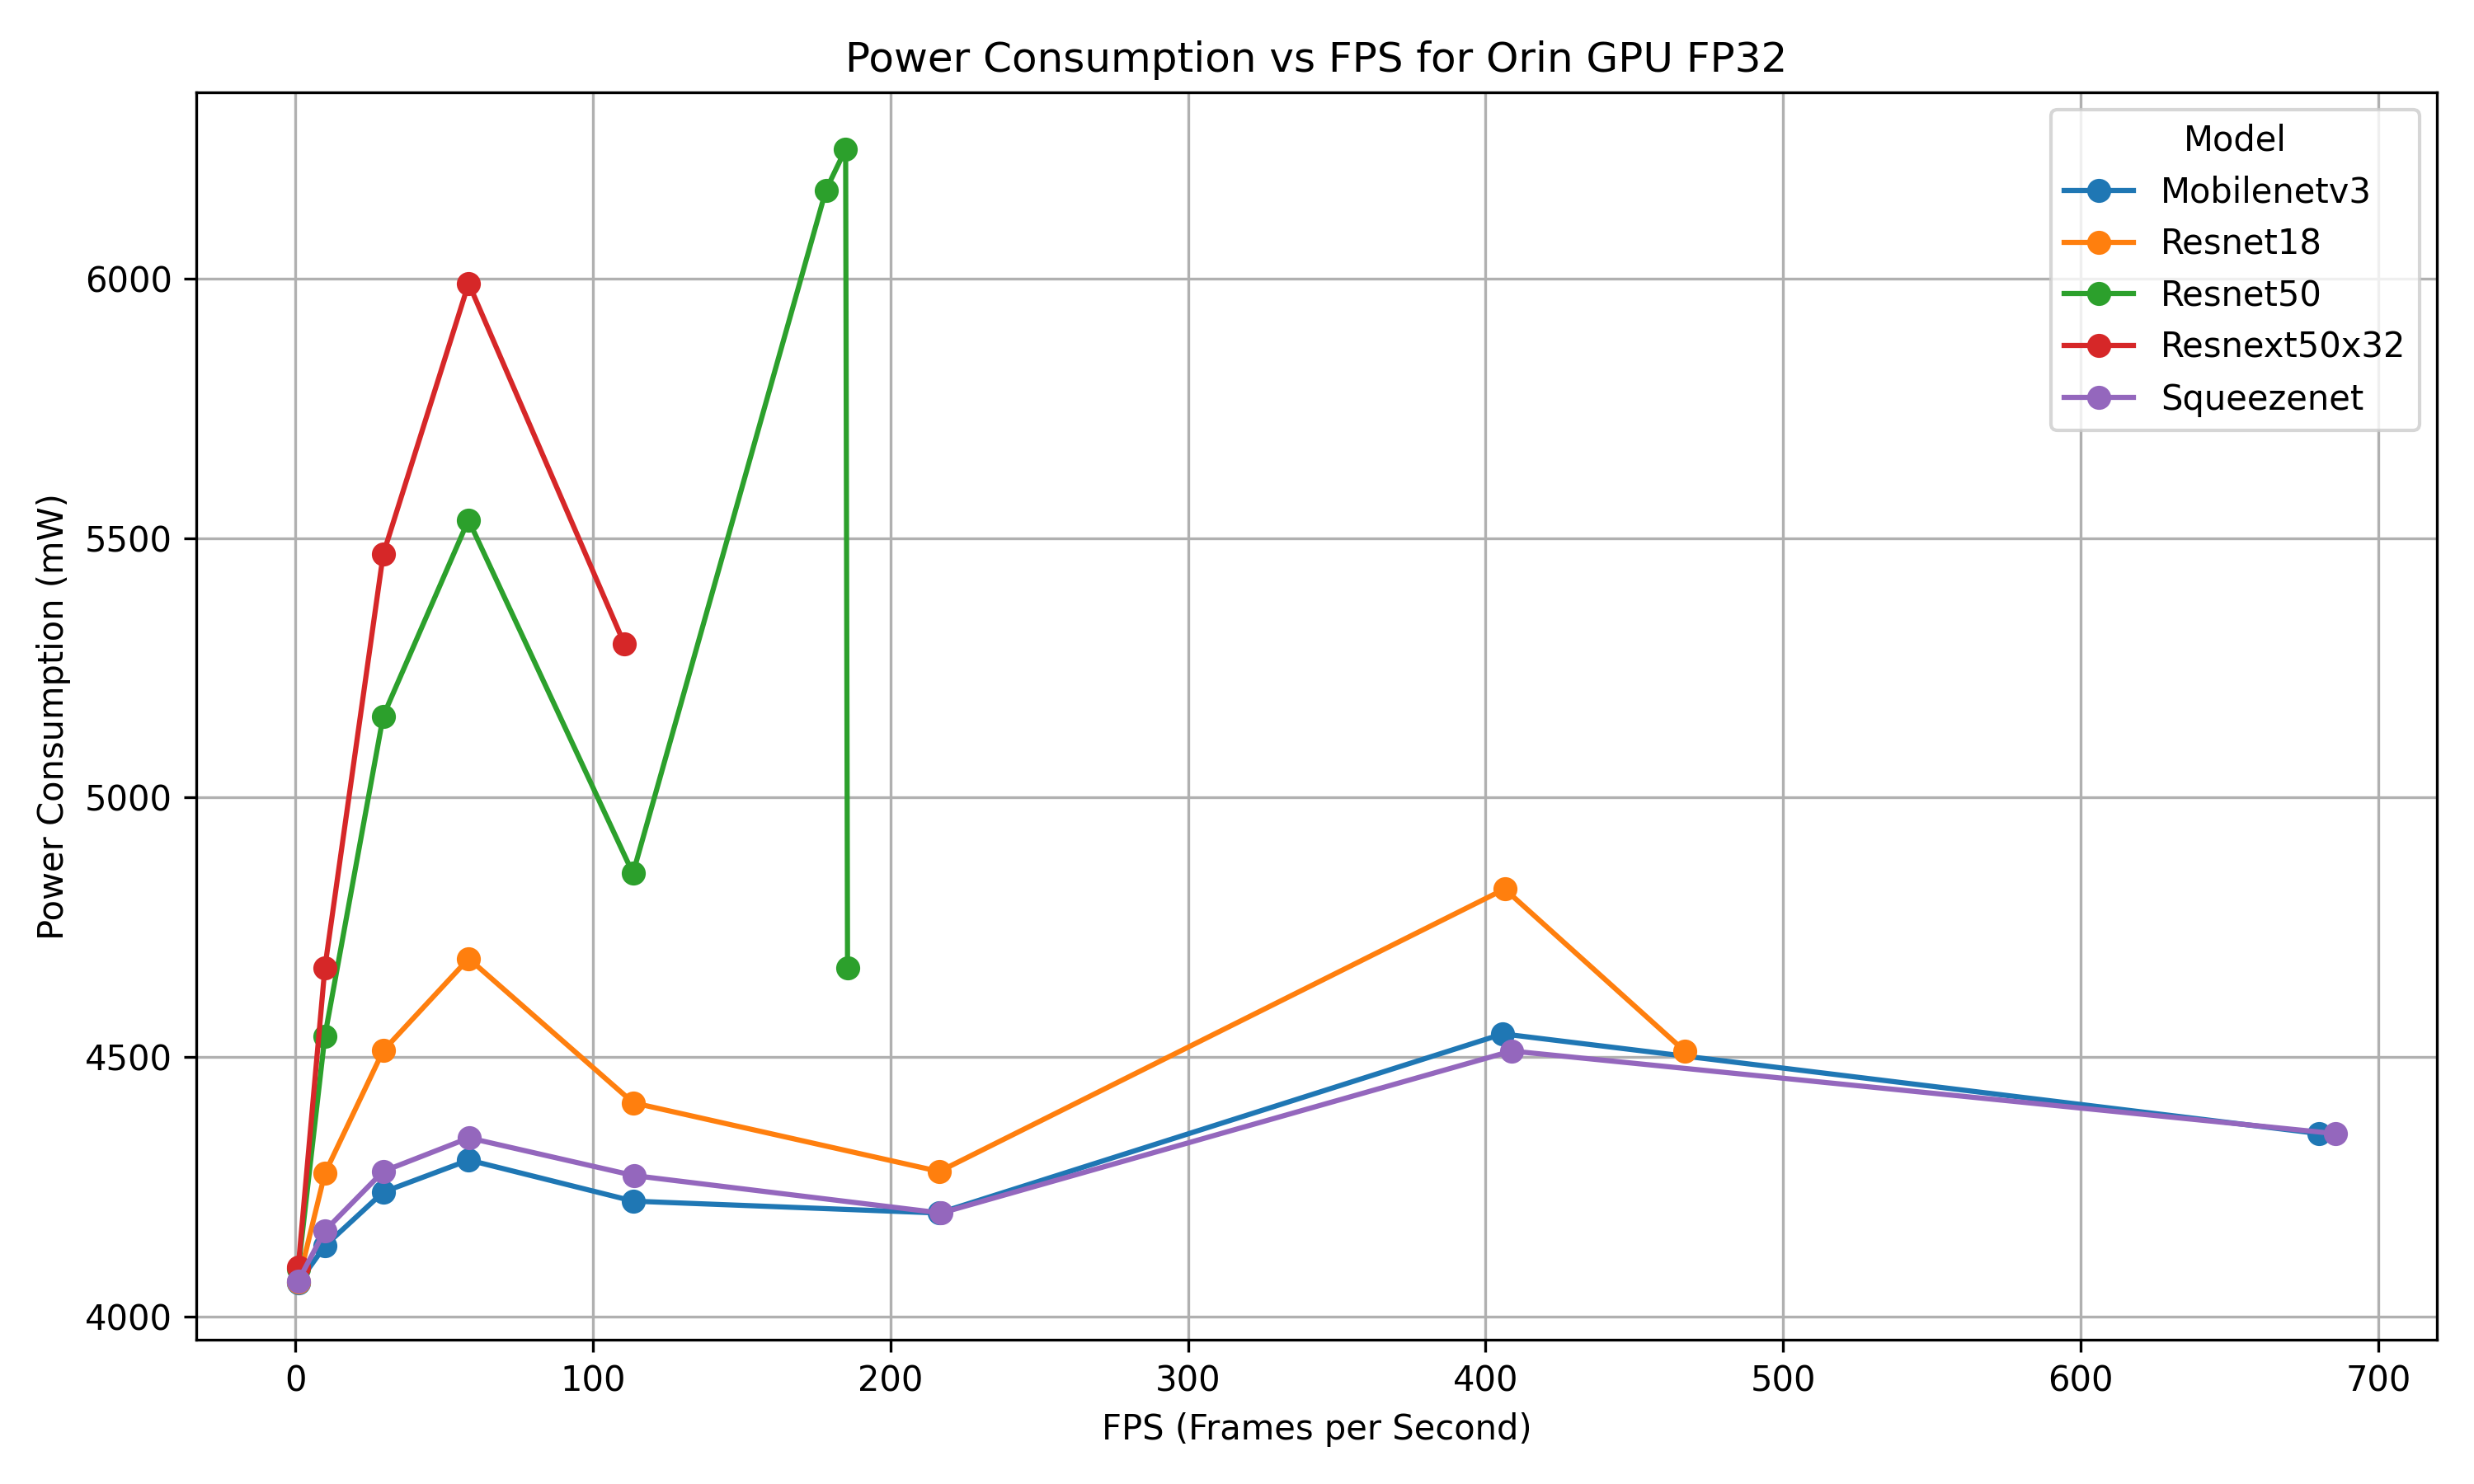 Power Consumption vs FPS for Orin GPU FP32
Model
Mobilenetv3
Resnet18
Resnet50
Resnext50x32
Squeezenet
Power Consumption (mW)
6000
5500
5000
4500
4000
0 100 200 300 400 500 600 700
FPS (Frames per Second)